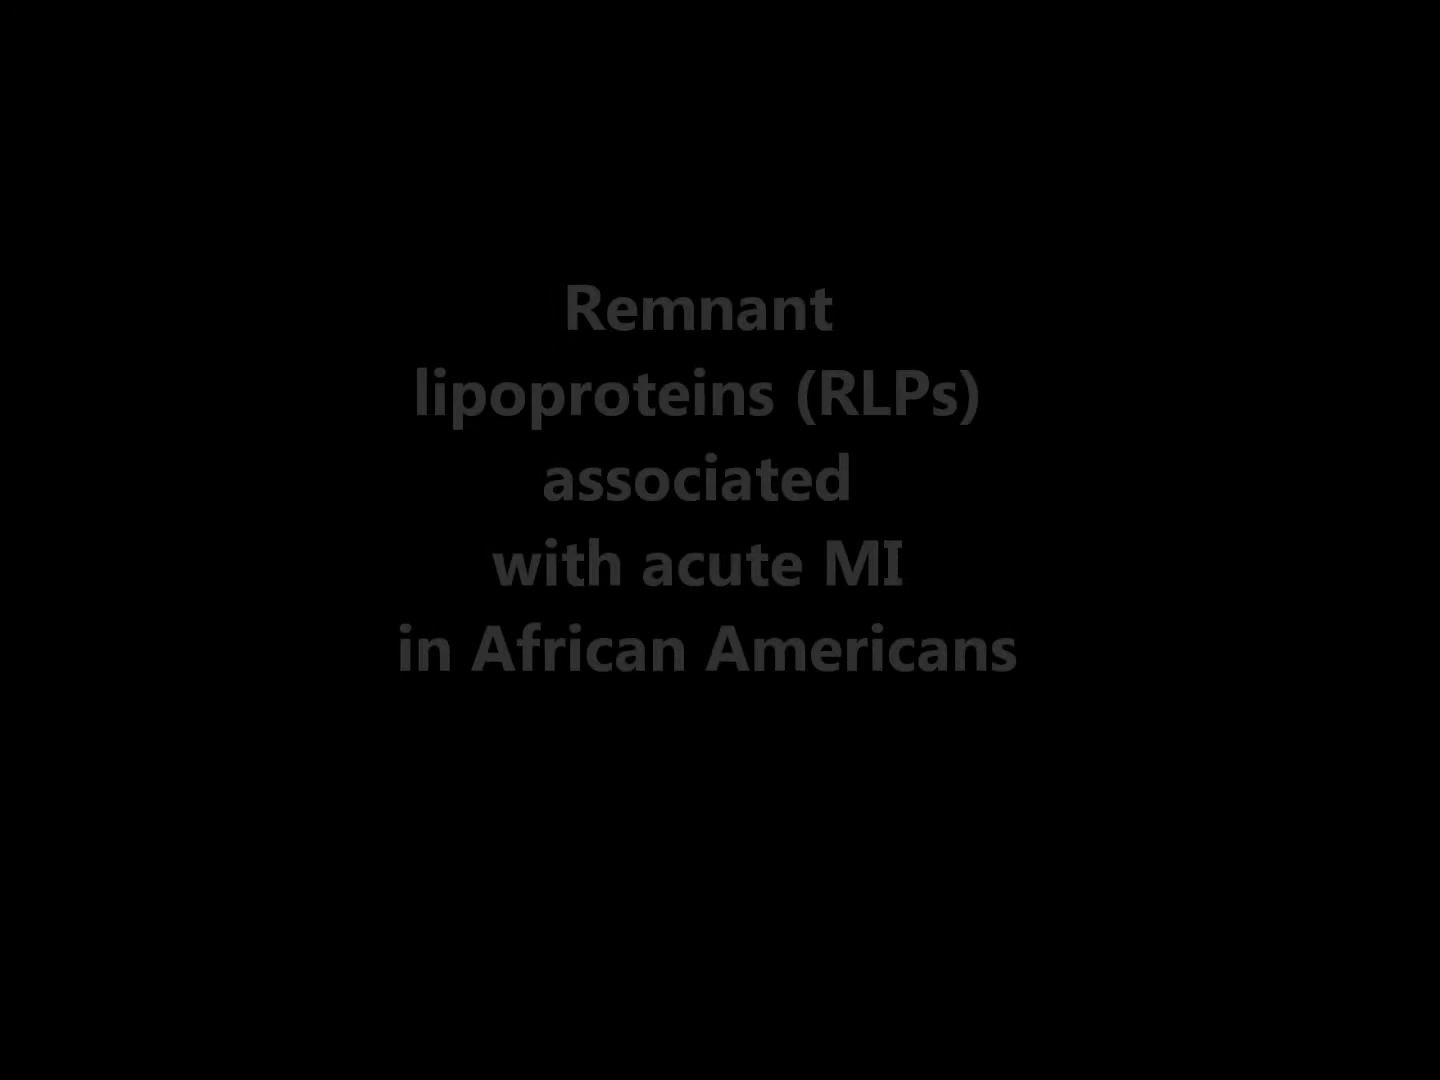 Remnant
lipoproteins (RLPs)
associated
with acute MI
in African Americans